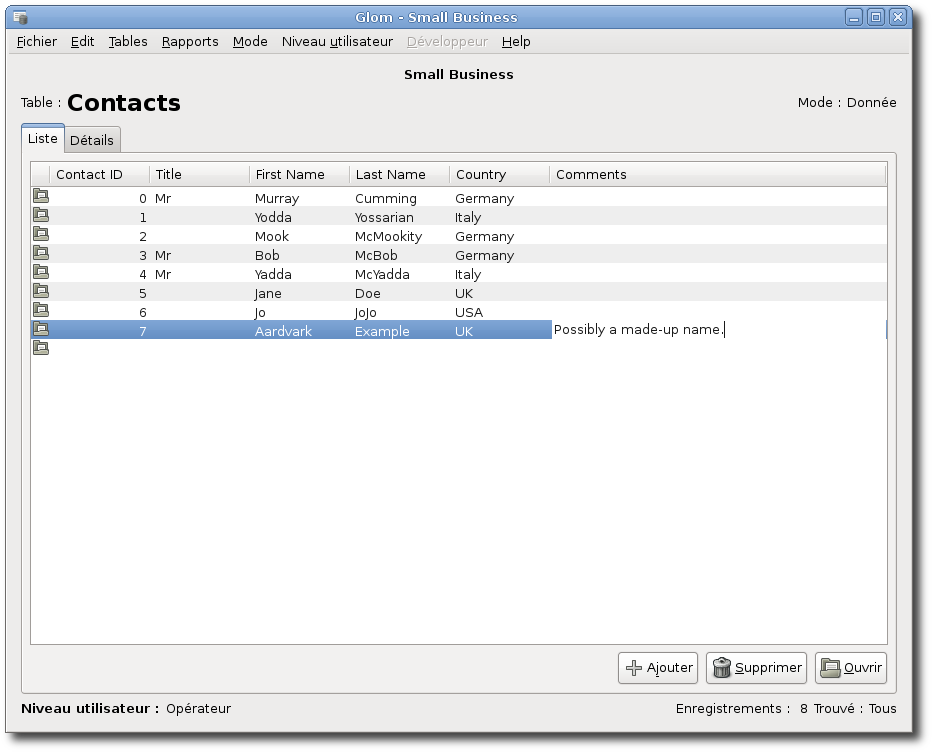 Glom - Small Business
Fichier Edit Tables Rapports Mode Niveau utilisateur Développeur Help
Small Business
Table : Contacts Mode : Donnée
Liste Détails
Contact ID Title First Name Last Name Country Comments
0 Mr Murray Cumming Germany
1 Yodda Yossarian Italy
2 Mook McMookity Germany
3 Mr Bob McBob Germany
4 Mr Yadda McYadda Italy
5 Jane Doe UK
6 Jo JoJo USA
7 Aardvark Example UK Possibly a made-up name.
Ajouter Supprimer Ouvrir
Niveau utilisateur : Opérateur Enregistrements : 8 Trouvé : Tous